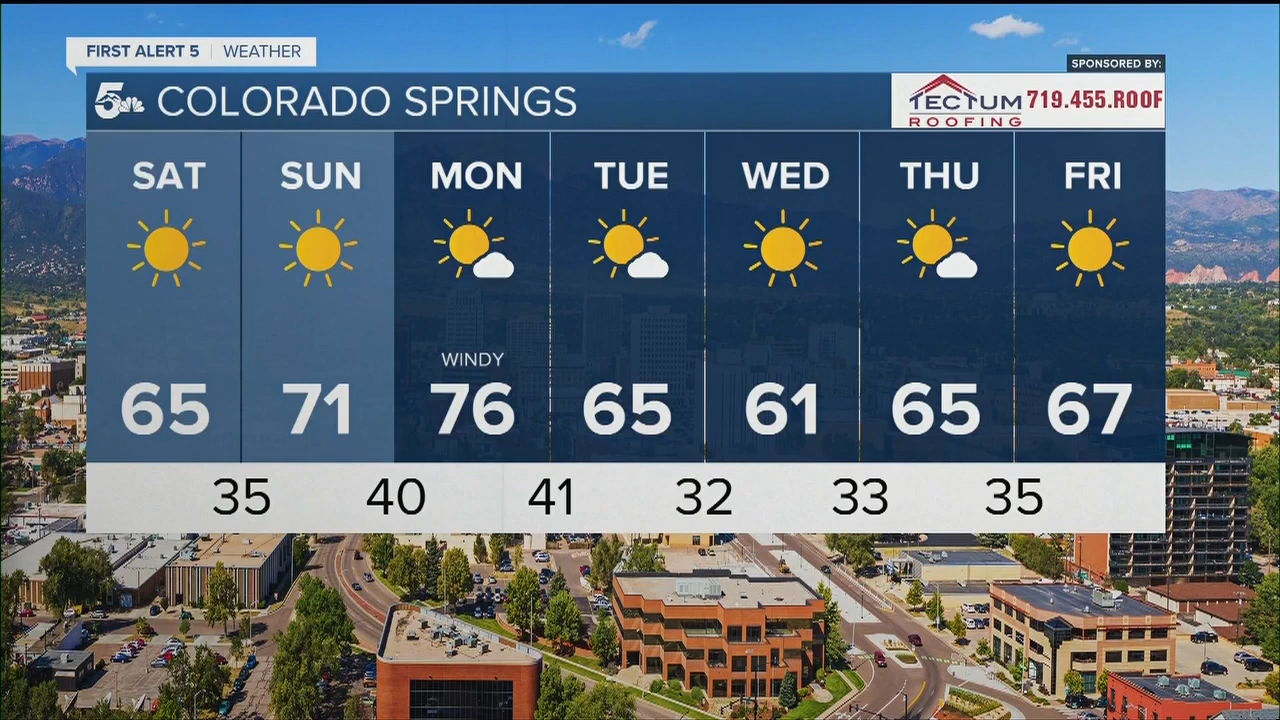 FIRST ALERT 5 | WEATHER
SPONSORED BY:
5 COLORADO SPRINGS
TECTUM 719.455.ROOF
ROOFING
SAT SUN MON TUE WED THU FRI
WINDY
65 71 76 65 61 65 67
35 40 41 32 33 35